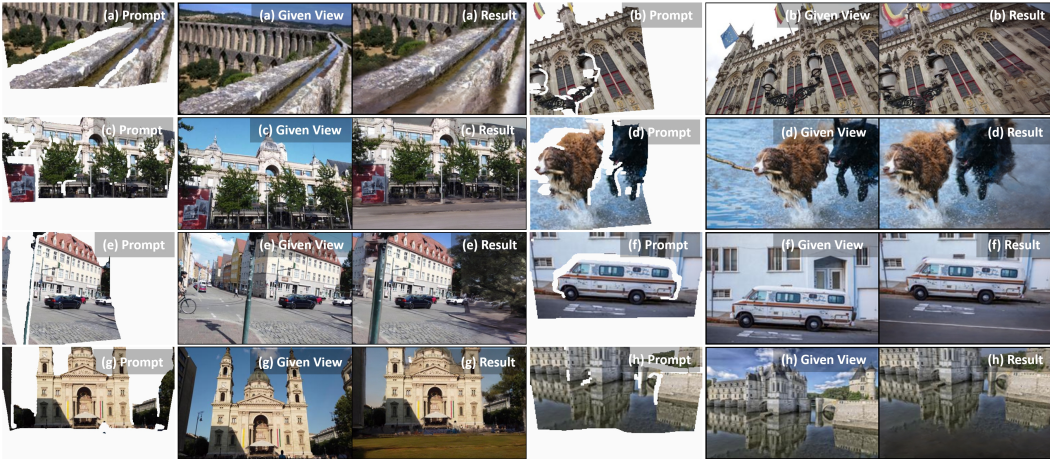 (a) Prompt
(a) Given View
(a) Result
(b) Prompt
(b) Given View
(b) Result
(c) Prompt
(c) Given View
(c) Result
(d) Prompt
(d) Given View
(d) Result
(e) Prompt
(e) Given View
(e) Result
(f) Prompt
(f) Given View
(f) Result
(g) Prompt
(g) Given View
(g) Result
(h) Prompt
(h) Given View
(h) Result